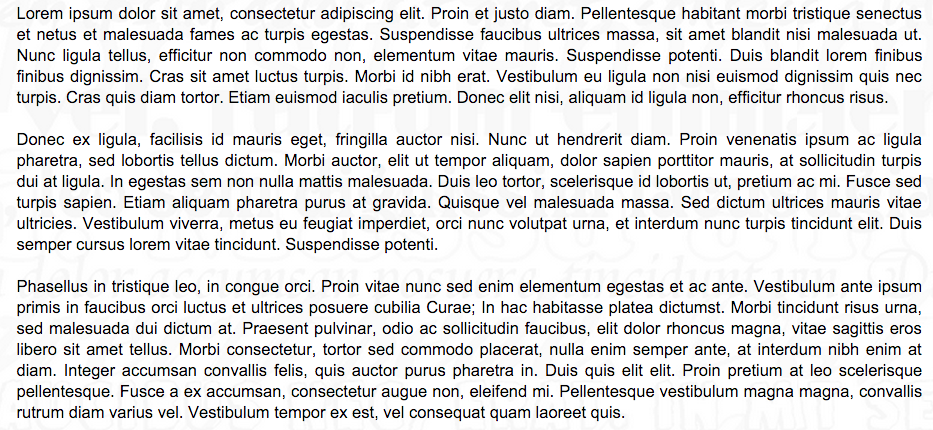 Lorem ipsum dolor sit amet, consectetur adipiscing elit. Proin et justo diam. Pellentesque habitant morbi tristique senectus
et netus et malesuada fames ac turpis egestas. Suspendisse faucibus ultrices massa, sit amet blandit nisi malesuada ut.
Nunc ligula tellus, efficitur non commodo non, elementum vitae mauris. Suspendisse potenti. Duis blandit lorem finibus
finibus dignissim. Cras sit amet luctus turpis. Morbi id nibh erat. Vestibulum eu ligula non nisi euismod dignissim quis nec
turpis. Cras quis diam tortor. Etiam euismod iaculis pretium. Donec elit nisi, aliquam id ligula non, efficitur rhoncus risus.
Donec ex ligula, facilisis id mauris eget, fringilla auctor nisi. Nunc ut hendrerit diam. Proin venenatis ipsum ac ligula
pharetra, sed lobortis tellus dictum. Morbi auctor, elit ut tempor aliquam, dolor sapien porttitor mauris, at sollicitudin turpis
dui at ligula. In egestas sem non nulla mattis malesuada. Duis leo tortor, scelerisque id lobortis ut, pretium ac mi. Fusce sed
turpis sapien. Etiam aliquam pharetra purus at gravida. Quisque vel malesuada massa. Sed dictum ultrices mauris vitae
ultricies. Vestibulum viverra, metus eu feugiat imperdiet, orci nunc volutpat urna, et interdum nunc turpis tincidunt elit. Duis
semper cursus lorem vitae tincidunt. Suspendisse potenti.
Phasellus in tristique leo, in congue orci. Proin vitae nunc sed enim elementum egestas et ac ante. Vestibulum ante ipsum
primis in faucibus orci luctus et ultrices posuere cubilia Curae; In hac habitasse platea dictumst. Morbi tincidunt risus urna,
sed malesuada dui dictum at. Praesent pulvinar, odio ac sollicitudin faucibus, elit dolor rhoncus magna, vitae sagittis eros
libero sit amet tellus. Morbi consectetur, tortor sed commodo placerat, nulla enim semper ante, at interdum nibh enim at
diam. Integer accumsan convallis felis, quis auctor purus pharetra in. Duis quis elit elit. Proin pretium at leo scelerisque
pellentesque. Fusce a ex accumsan, consectetur augue non, eleifend mi. Pellentesque vestibulum magna magna, convallis
rutrum diam varius vel. Vestibulum tempor ex est, vel consequat quam laoreet quis.